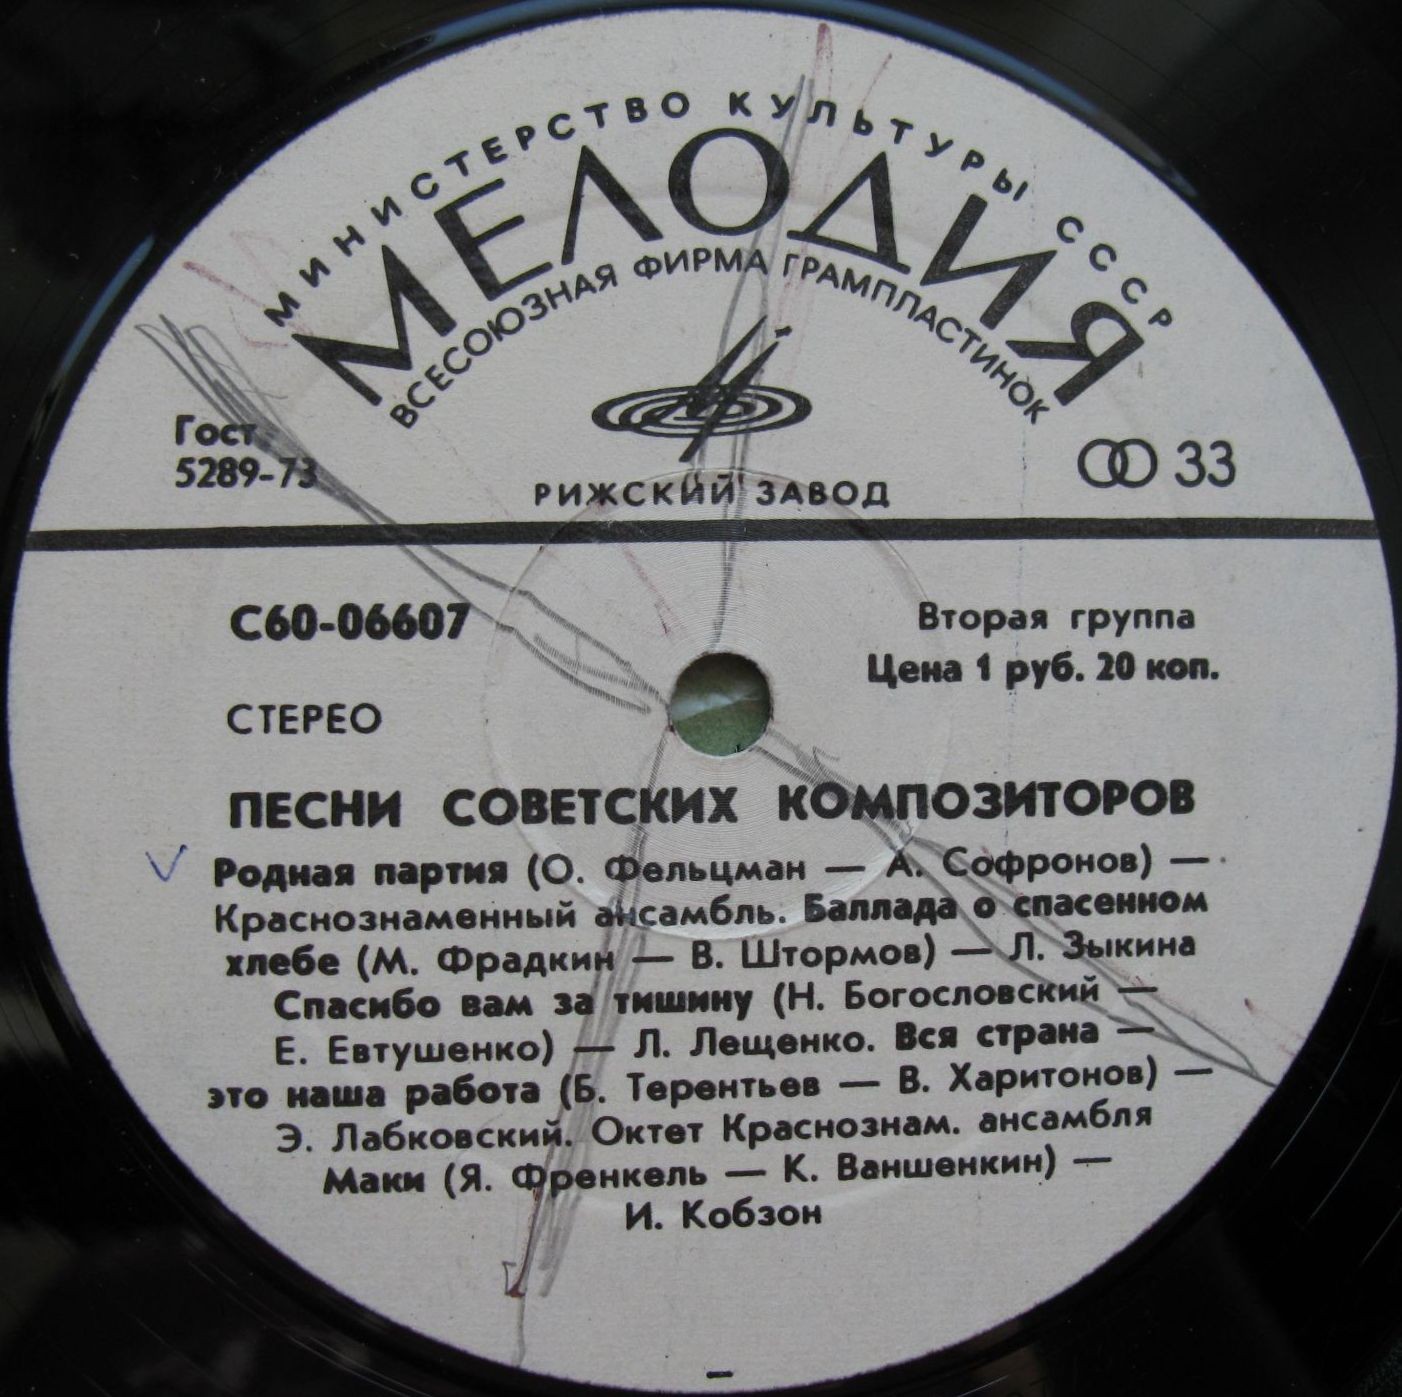 МИНИСТЕРСТВО КУЛЬТУРЫ СССР
МЕЛОДИЯ
ВСЕСОЮЗНАЯ ФИРМА ГРАМПЛАСТИНОК
Гост
5289-73
33
РИЖСКИЙ ЗАВОД
С60-06607
Вторая группа
Цена 1 руб. 20 коп.
СТЕРЕО
ПЕСНИ СОВЕТСКИХ КОМПОЗИТОРОВ
Родная партия (О. Фельцман — А. Софронов) —
Краснознаменный ансамбль. Баллада о спасенном
хлебе (М. Фрадкин — В. Штормов) — Л. Зыкина
Спасибо вам за тишину (Н. Богословский —
Е. Евтушенко) — Л. Лещенко. Вся страна —
это наша работа (Б. Терентьев — В. Харитонов) —
Э. Лабковский. Октет Краснознам. ансамбля
Маки (Я. Френкель — К. Ваншенкин) —
И. Кобзон